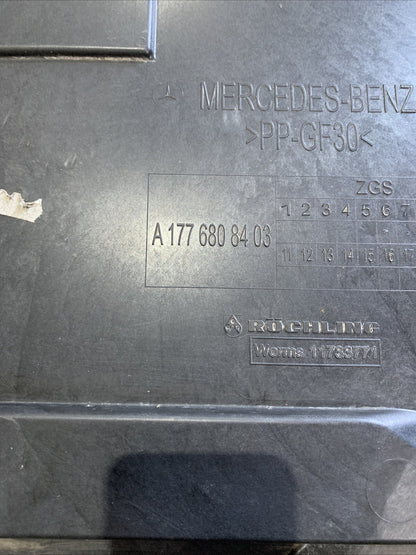 MERCEDES-BENZ
>PP-GF30<
ZGS
1 2 3 4 5 6 7
A 177 680 84 03
11 12 13 14 15 16 17
RÖCHLING
Worms 11789771